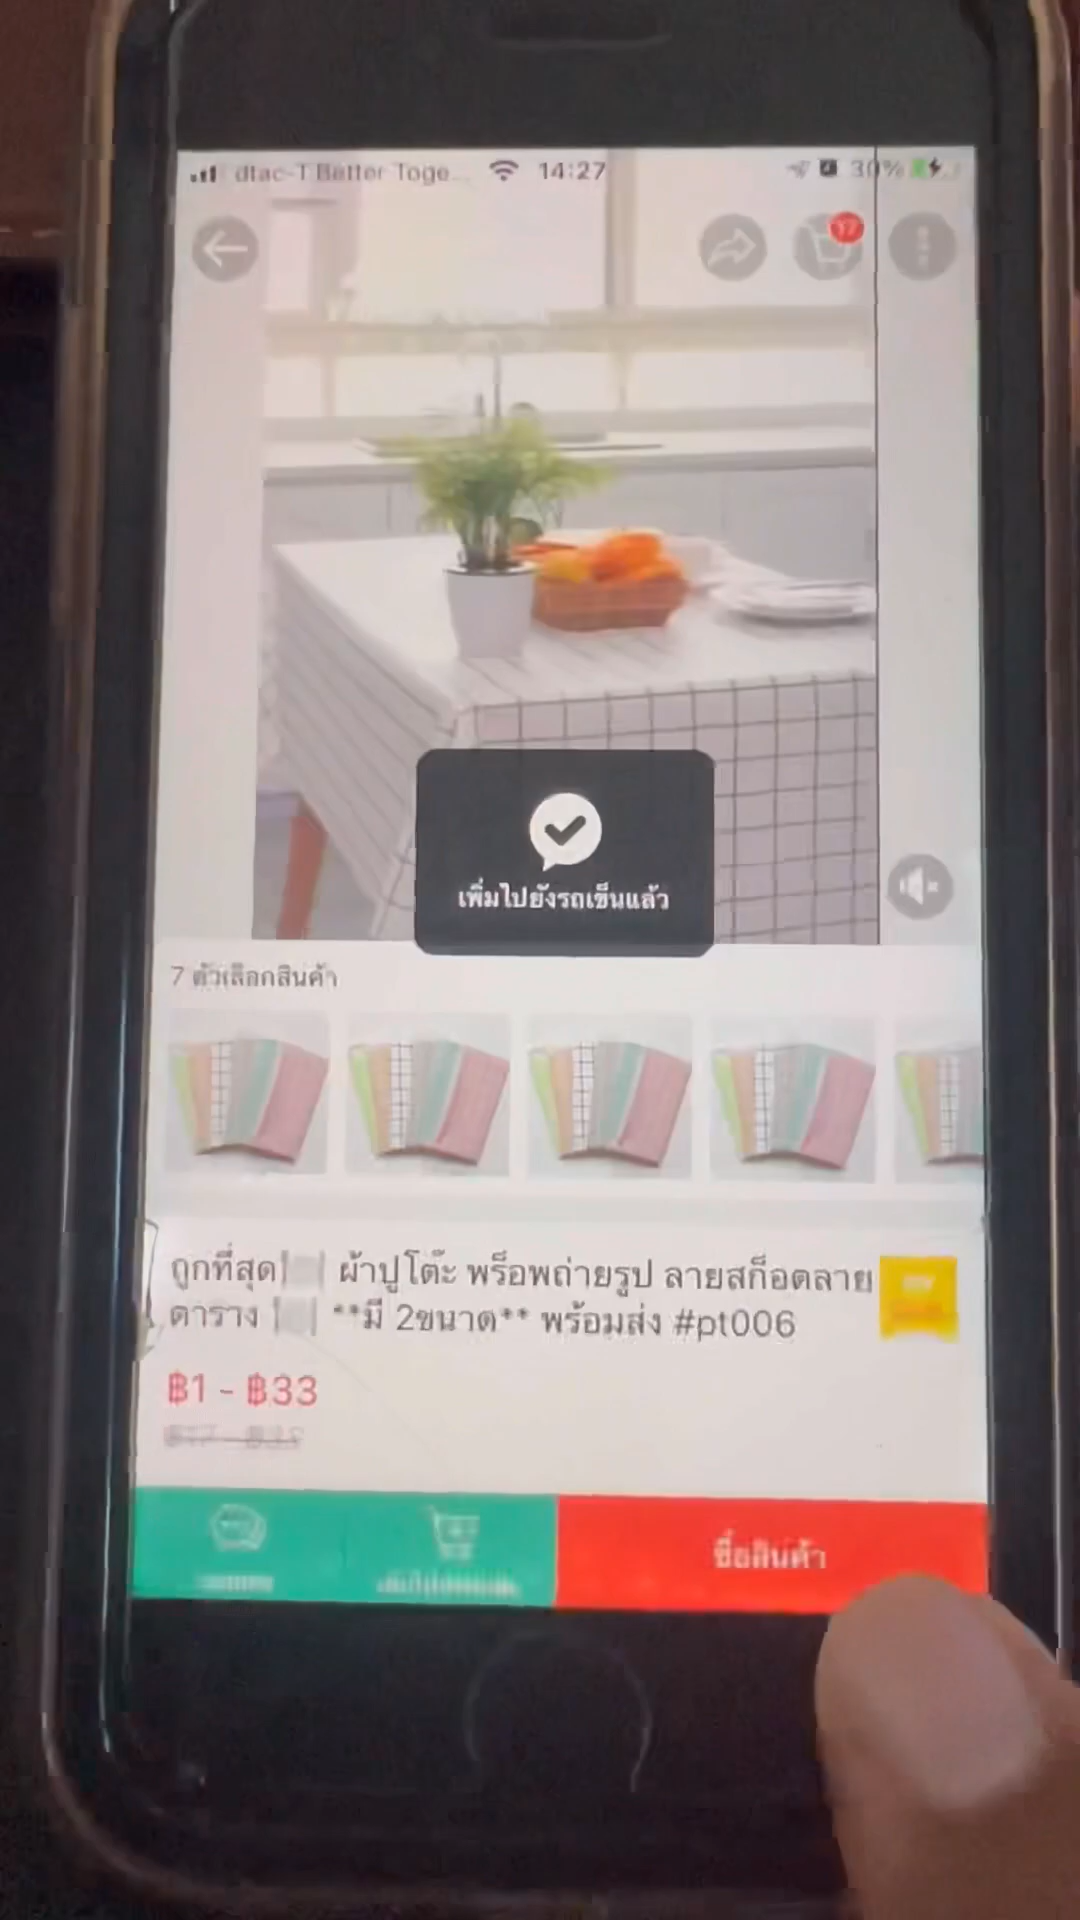 dtac-T Better Toge...
14:27
30%
17
เพิ่มไปยังรถเข็นแล้ว
7 ตัวเลือกสินค้า
ถูกที่สุด ผ้าปูโต๊ะ พร็อพถ่ายรูป ลายสก็อตลาย
ตาราง **มี 2ขนาด** พร้อมส่ง #pt006
฿1 - ฿33
ซื้อสินค้า